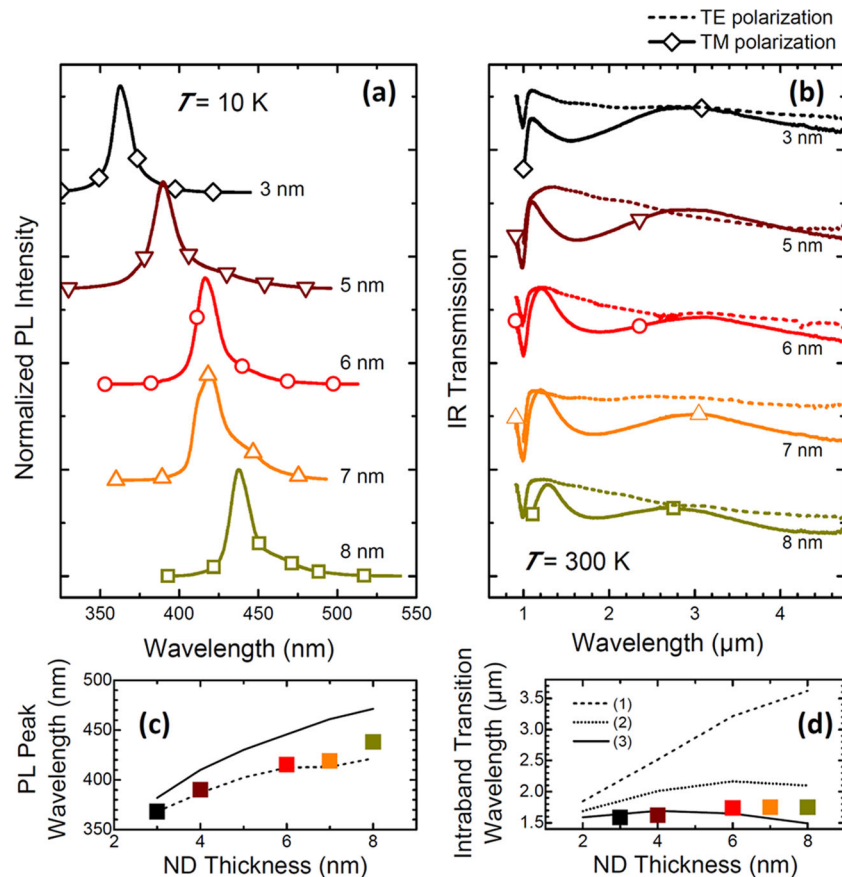 TE polarization
TM polarization
(a)
T = 10 K
3 nm
5 nm
6 nm
7 nm
8 nm
Normalized PL Intensity
350 400 450 500 550
Wavelength (nm)
(b)
3 nm
5 nm
6 nm
7 nm
8 nm
T = 300 K
IR Transmission
1 2 3 4
Wavelength (µm)
(c)
PL Peak
Wavelength (nm)
500
450
400
350
2 4 6 8
ND Thickness (nm)
(d)
(1)
(2)
(3)
Intraband Transition
Wavelength (µm)
3.5
3.0
2.5
2.0
1.5
2 4 6 8
ND Thickness (nm)